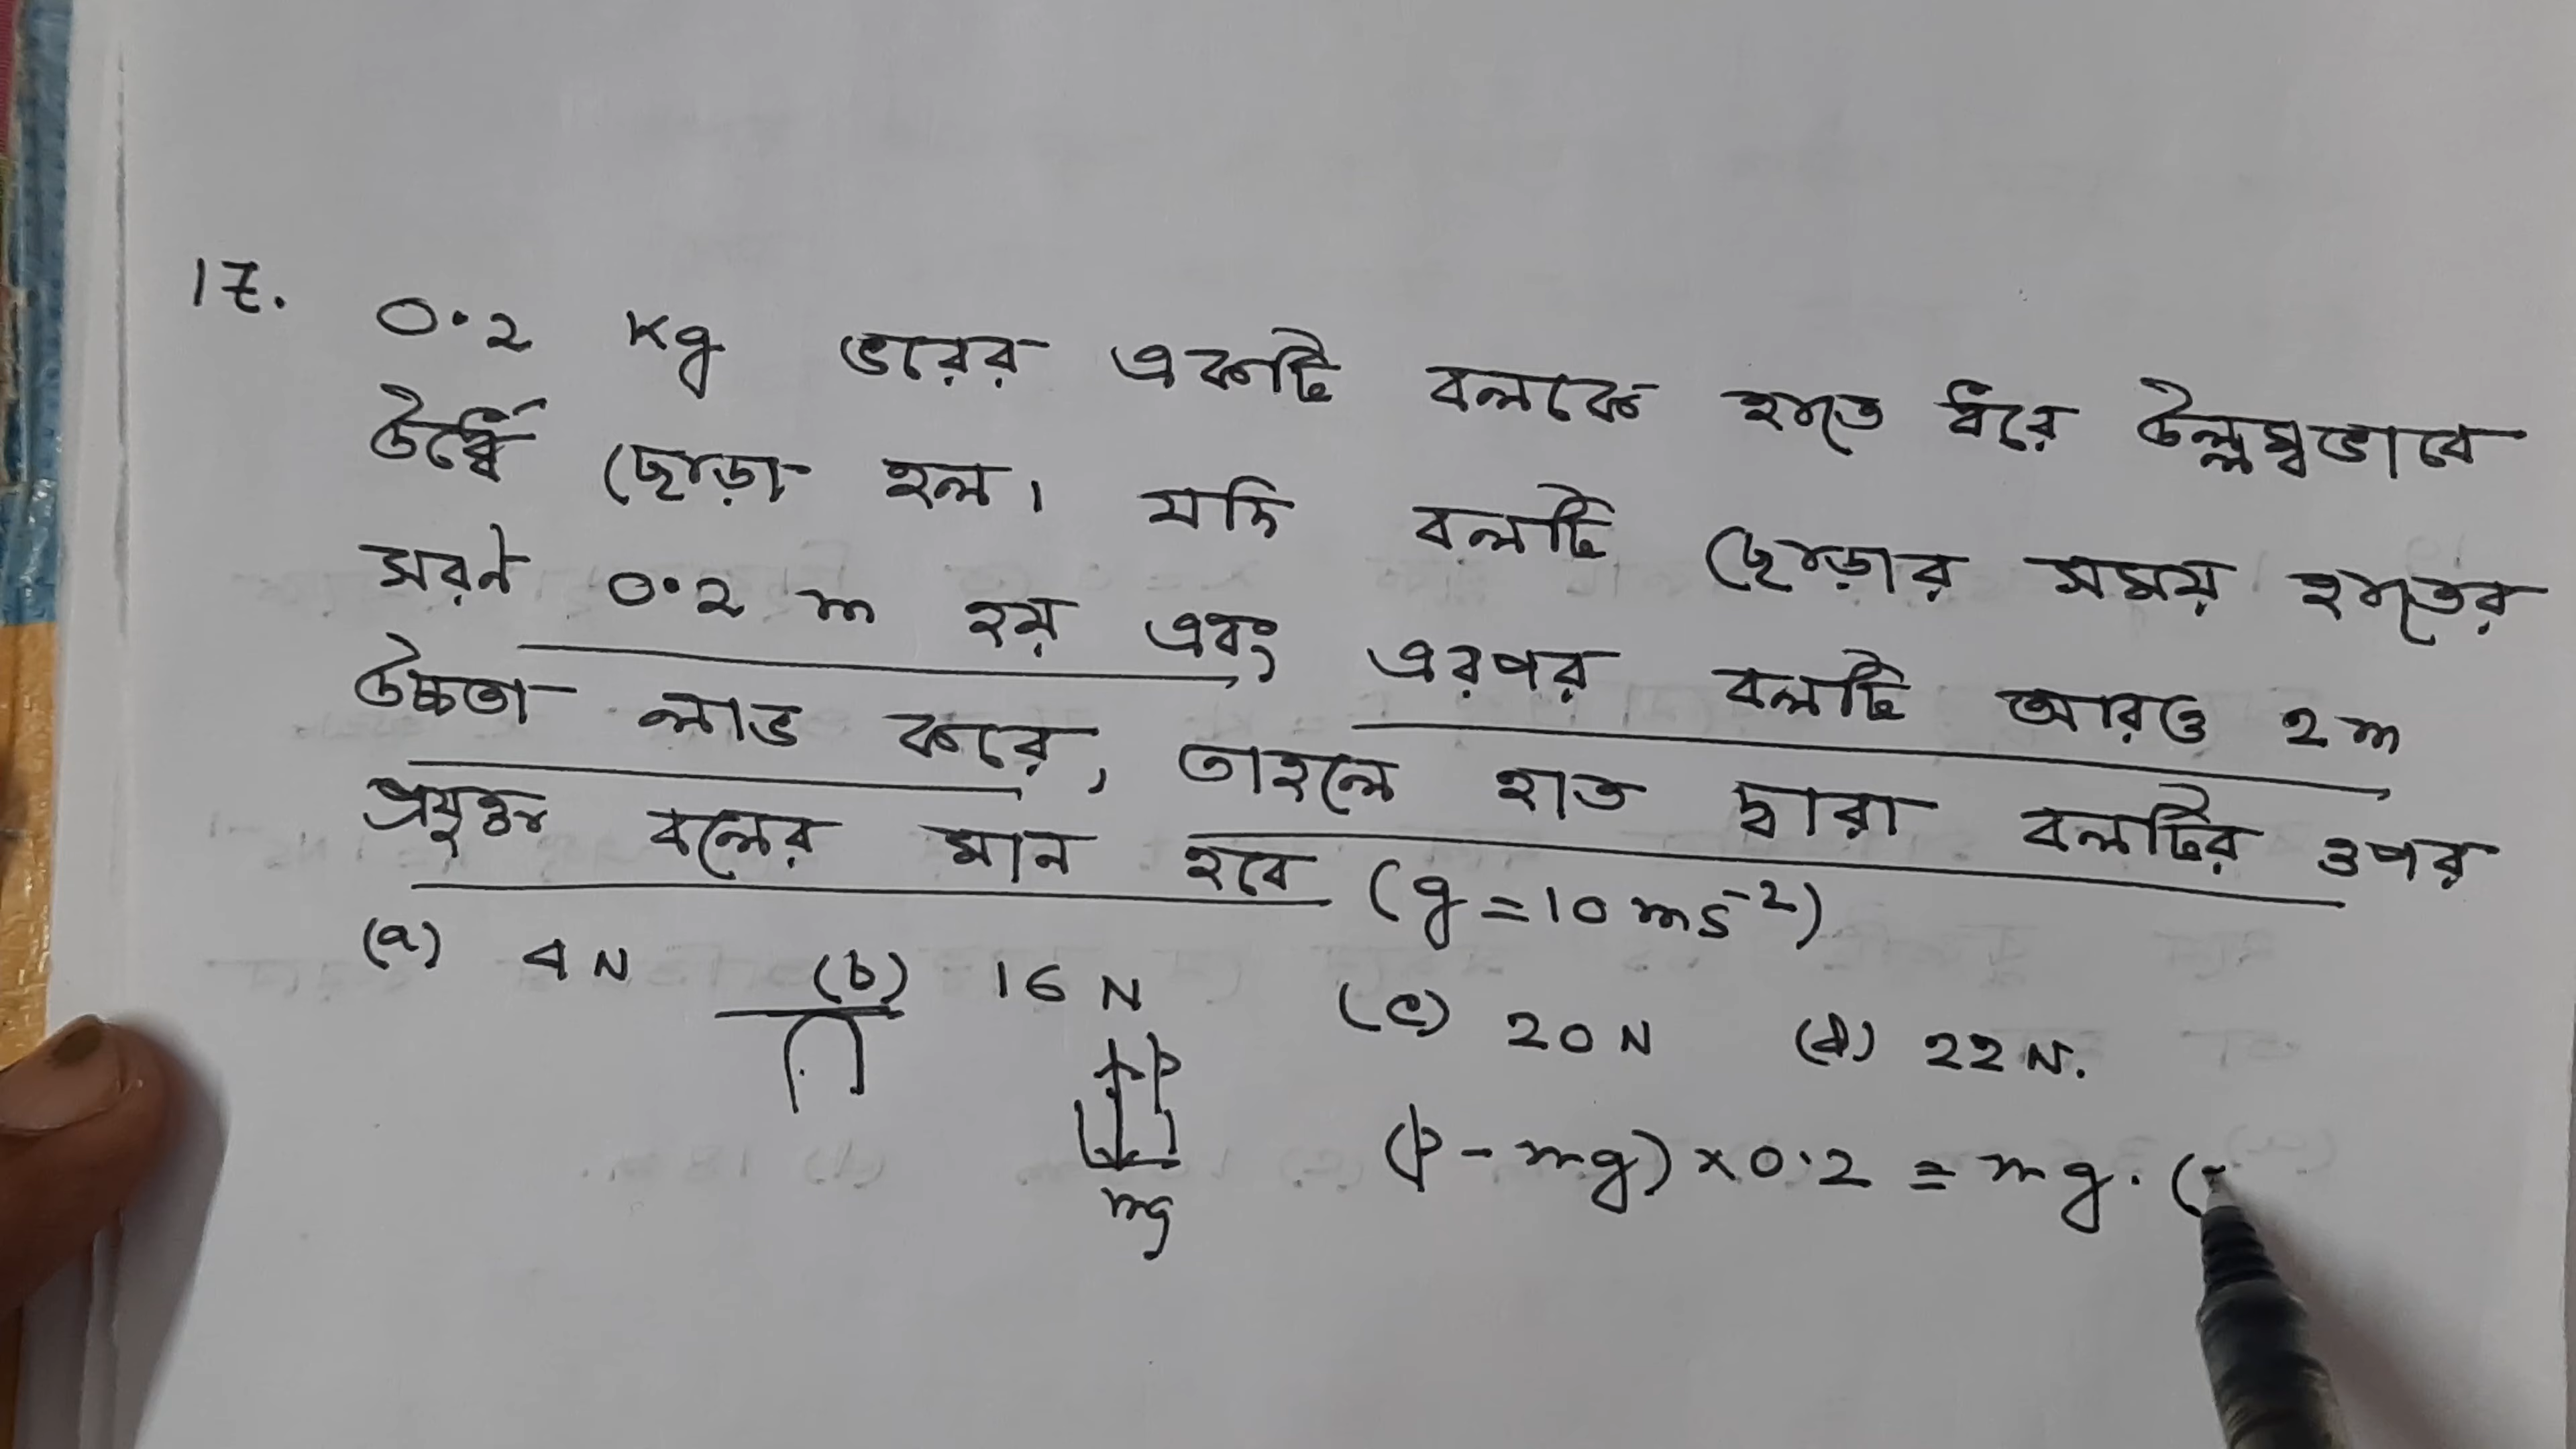 17. 0.2 kg ভরের একটি বলকে হাতে ধরে উল্লম্বভাবে
উর্ধ্বে ছোড়া হল। যদি বলটি ছোড়ার সময় হাতের
সরণ 0.2 m হয় এবং এরপর বলটি আরও 2 m
উচ্চতা লাভ করে, তাহলে হাত দ্বারা বলটির ওপর
প্রযুক্ত বলের মান হবে (g = 10 ms⁻²)
(a) 4 N (b) 16 N (c) 20 N (d) 22 N.
p
(p - mg) × 0.2 = mg. (
mg